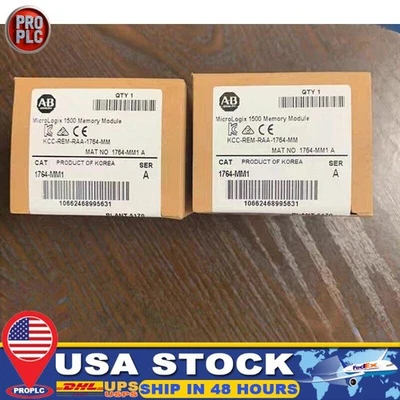 PRO
PLC
QTY 1
AB
MicroLogix 1500 Memory Module
KCC-REM-RAA-1764-MM
MAT NO 1764-MM1 A
CAT
PRODUCT OF KOREA
SER
1764-MM1
A
10662468995631
QTY 1
AB
MicroLogix 1500 Memory Module
KCC-REM-RAA-1764-MM
MAT NO 1764-MM1 A
CAT
PRODUCT OF KOREA
SER
1764-MM1
A
10662468995631
USA STOCK
FedEx
PROPLC
DHL
UPS
USPS
SHIP IN 48 HOURS